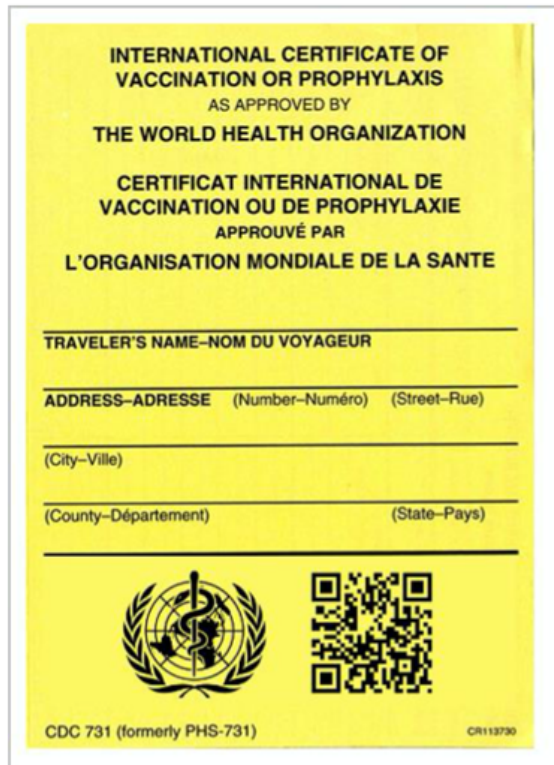 INTERNATIONAL CERTIFICATE OF
VACCINATION OR PROPHYLAXIS
AS APPROVED BY
THE WORLD HEALTH ORGANIZATION
CERTIFICAT INTERNATIONAL DE
VACCINATION OU DE PROPHYLAXIE
APPROUVÉ PAR
L'ORGANISATION MONDIALE DE LA SANTE
TRAVELER'S NAME–NOM DU VOYAGEUR
ADDRESS–ADRESSE (Number–Numéro) (Street–Rue)
(City–Ville)
(County–Département) (State–Pays)
CDC 731 (formerly PHS-731) CR113730